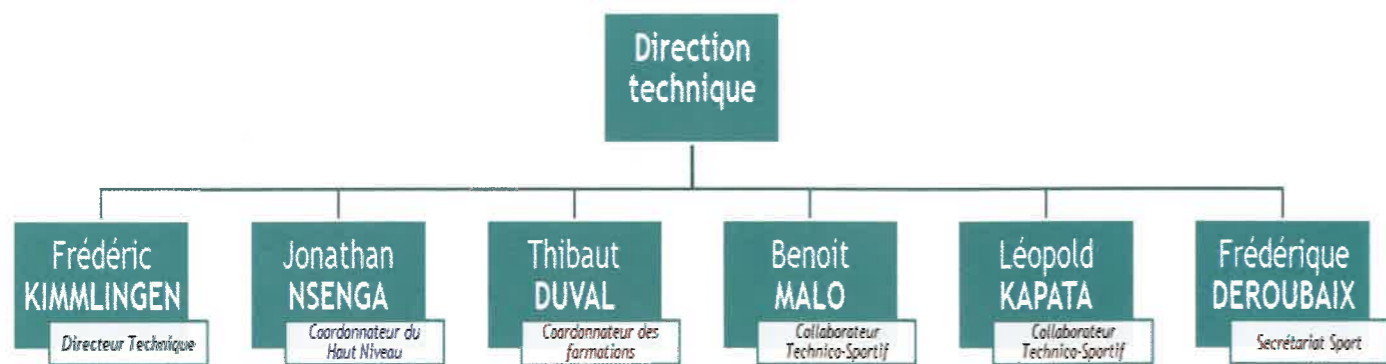 Direction
technique
Frédéric
KIMMLINGEN
Directeur Technique
Jonathan
NSENGA
Coordonnateur du
Haut Niveau
Thibaut
DUVAL
Coordonnateur des
formations
Benoit
MALO
Collaborateur
Technico-Sportif
Léopold
KAPATA
Collaborateur
Technico-Sportif
Frédérique
DEROUBAIX
Secrétariat Sport